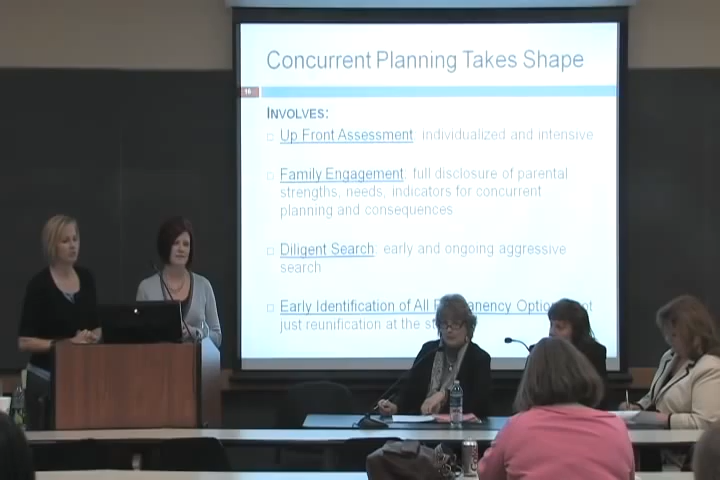 Concurrent Planning Takes Shape
16
INVOLVES:
Up Front Assessment: individualized and intensive
Family Engagement: full disclosure of parental
strengths, needs, indicators for concurrent
planning and consequences
Diligent Search: early and ongoing aggressive
search
Early Identification of All
just reunification at the